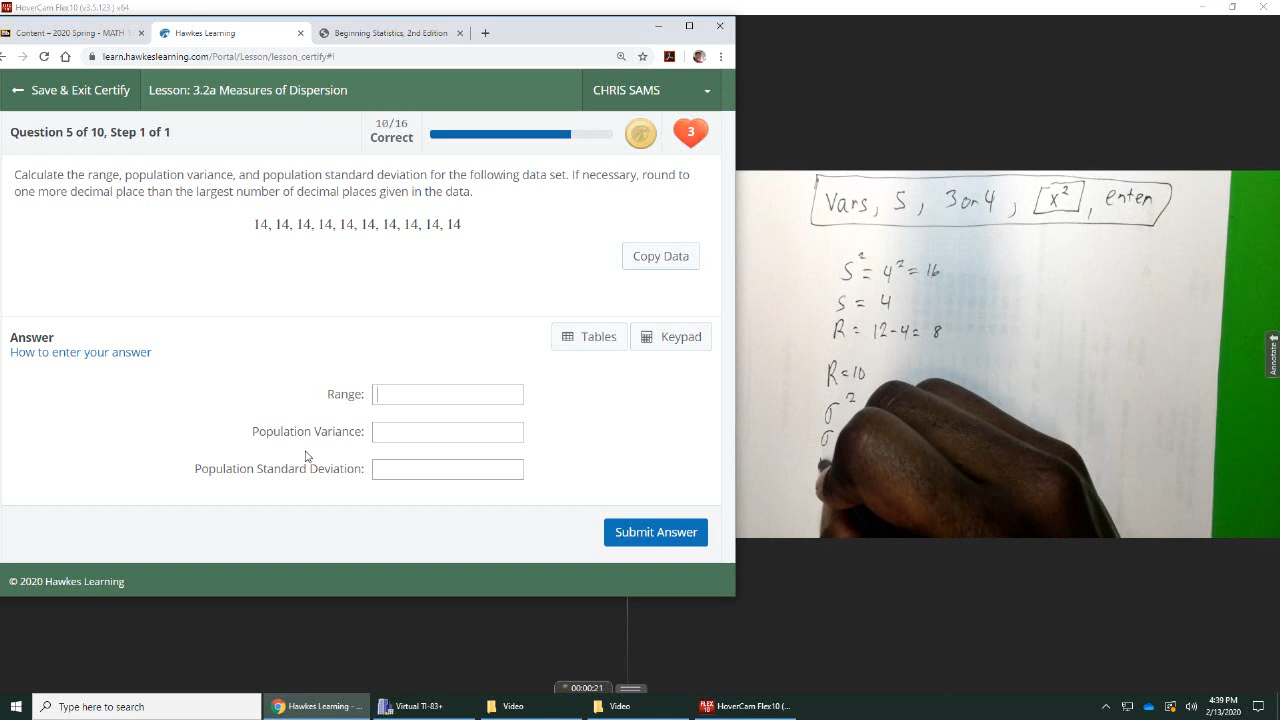 HoverCam Flex10 (v3.5.123 ) x64
Content – 2020 Spring - MATH 1
Hawkes Learning
Beginning Statistics, 2nd Edition
learn.hawkeslearning.com/Portal/Lesson/lesson_certify#!
← Save & Exit Certify
Lesson: 3.2a Measures of Dispersion
CHRIS SAMS
Question 5 of 10, Step 1 of 1
10/16
Correct
3
Calculate the range, population variance, and population standard deviation for the following data set. If necessary, round to
one more decimal place than the largest number of decimal places given in the data.
14, 14, 14, 14, 14, 14, 14, 14, 14, 14
Copy Data
Answer
How to enter your answer
Tables
Keypad
Range:
Population Variance:
Population Standard Deviation:
Submit Answer
© 2020 Hawkes Learning
Vars, 5, 3 or 4, x², enter
S² = 4² = 16
S = 4
R = 12-4= 8
R=10
σ²
σ
Annotate
00:00:21
Type here to search
Hawkes Learning - ...
Virtual TI-83+
Video
Video
HoverCam Flex10 (...
4:39 PM
2/13/2020